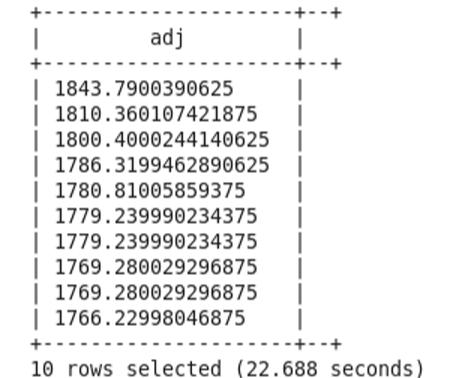 +----------------------+--+
|         adj          |
+----------------------+--+
| 1843.7900390625      |
| 1810.360107421875    |
| 1800.4000244140625   |
| 1786.3199462890625   |
| 1780.81005859375     |
| 1779.239990234375    |
| 1779.239990234375    |
| 1769.280029296875    |
| 1769.280029296875    |
| 1766.22998046875     |
+----------------------+--+
10 rows selected (22.688 seconds)